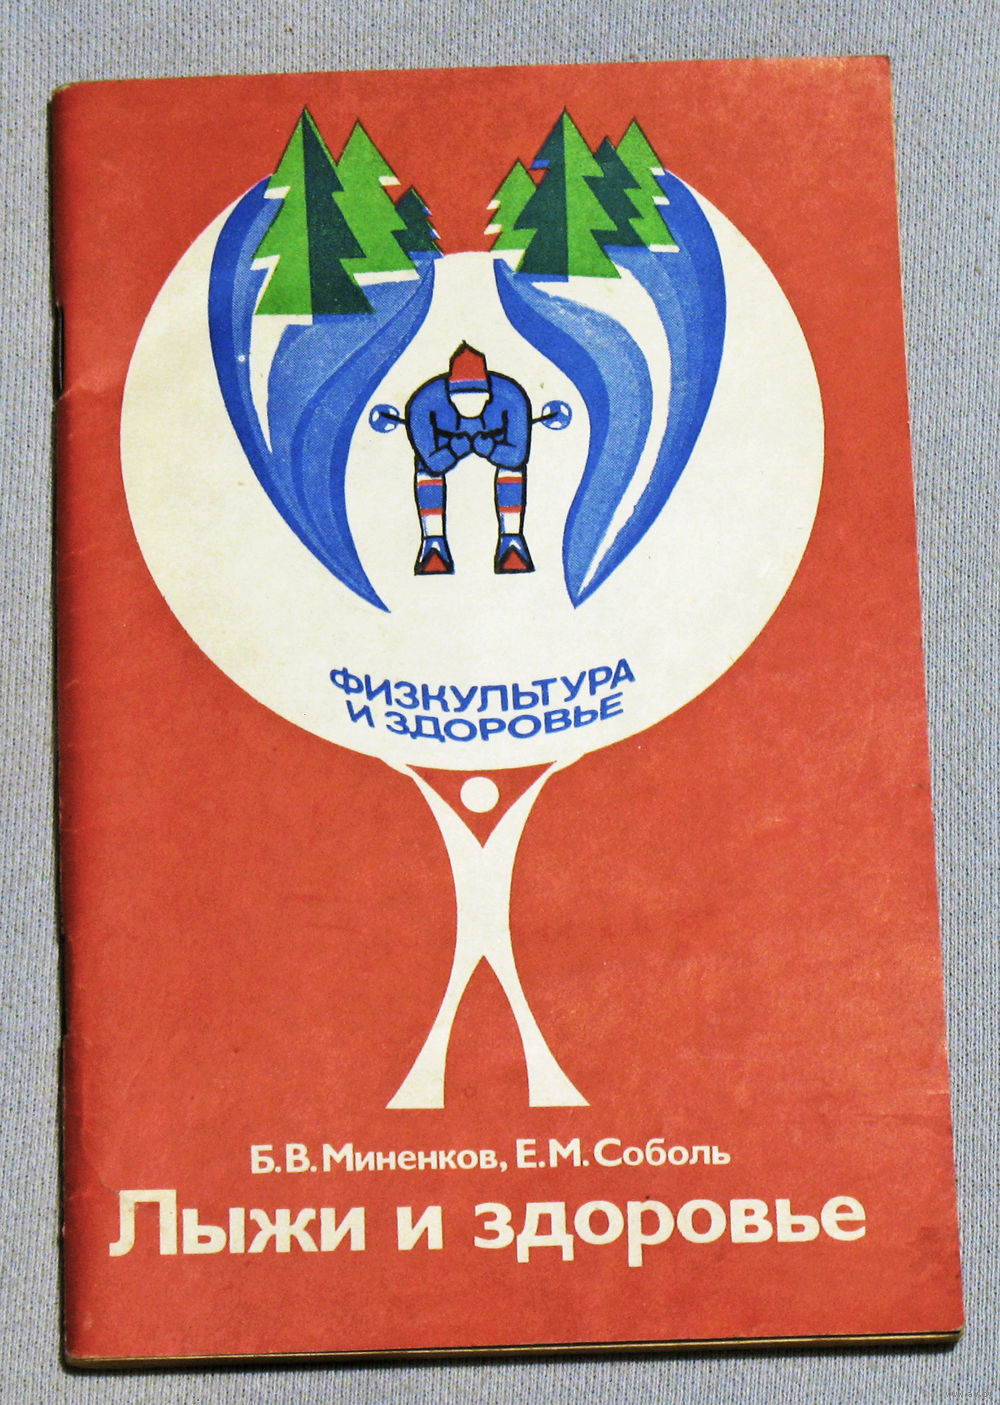 ФИЗКУЛЬТУРА
И ЗДОРОВЬЕ
Б. В. Миненков, Е. М. Соболь
Лыжи и здоровье